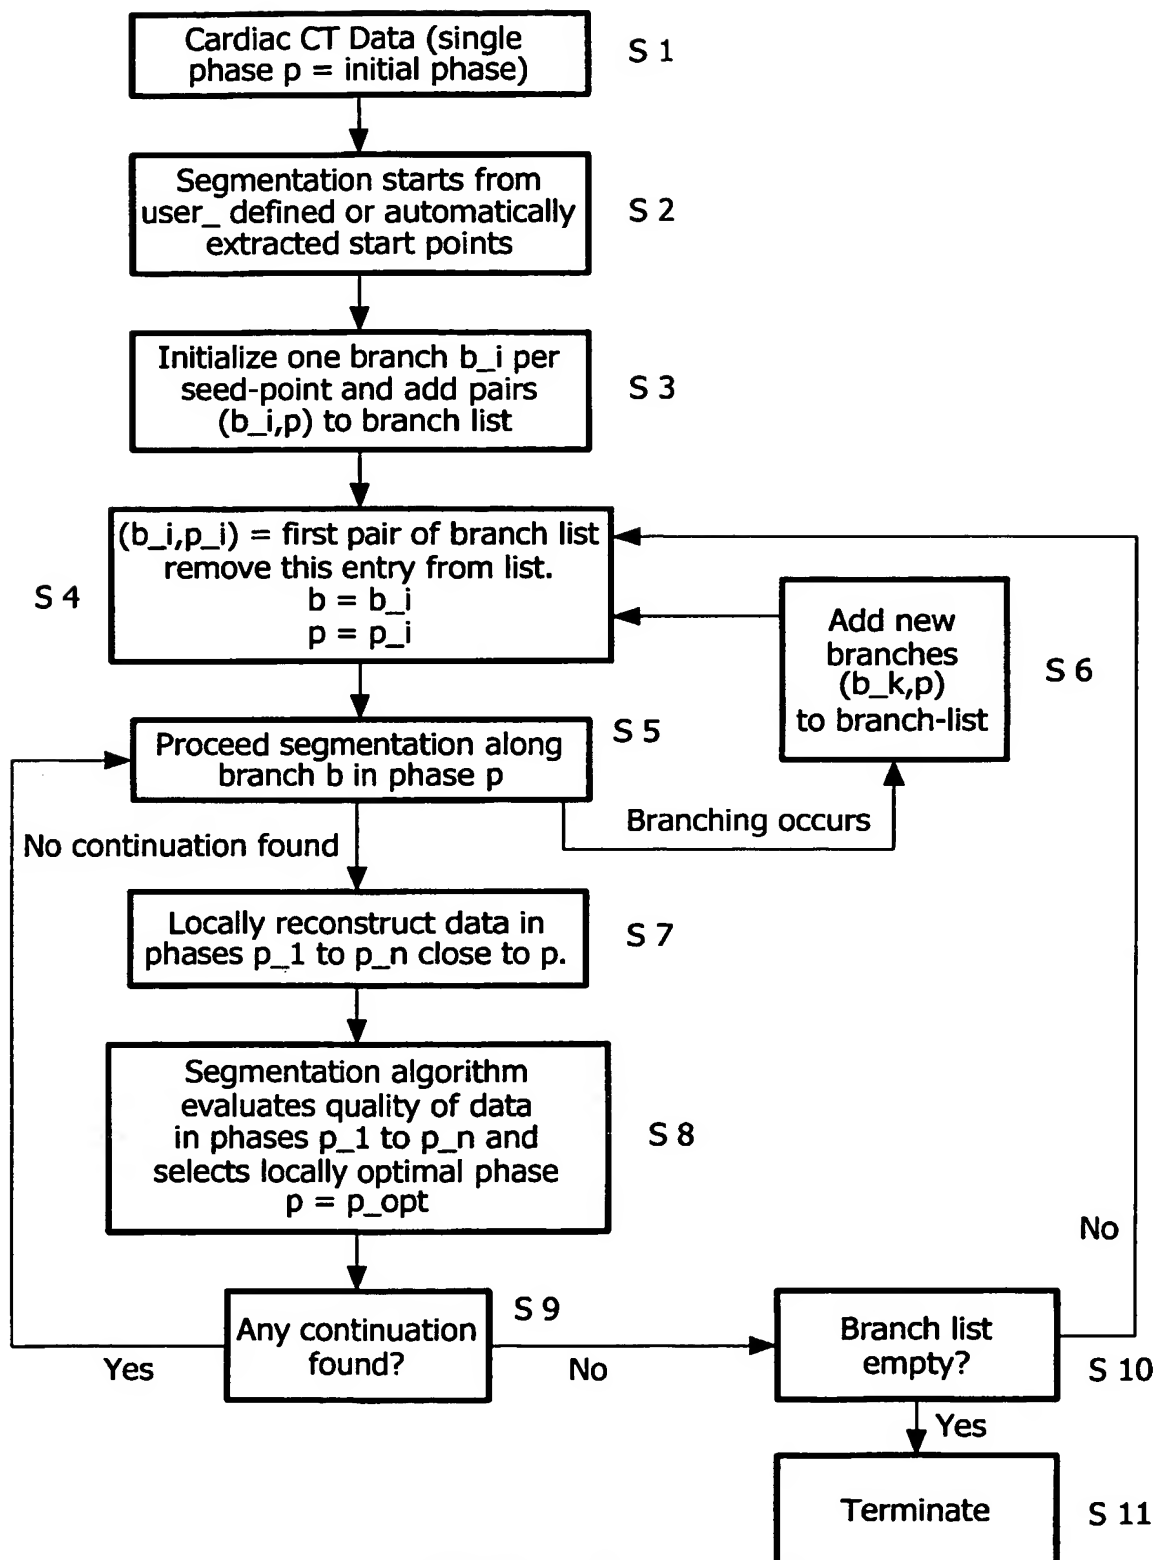 Cardiac CT Data (single
phase p = initial phase)
S 1
Segmentation starts from
user_ defined or automatically
extracted start points
S 2
Initialize one branch b_i per
seed-point and add pairs
(b_i,p) to branch list
S 3
(b_i,p_i) = first pair of branch list
remove this entry from list.
b = b_i
p = p_i
S 4
Add new
branches
(b_k,p)
to branch-list
S 6
Proceed segmentation along
branch b in phase p
S 5
Branching occurs
No continuation found
Locally reconstruct data in
phases p_1 to p_n close to p.
S 7
Segmentation algorithm
evaluates quality of data
in phases p_1 to p_n and
selects locally optimal phase
p = p_opt
S 8
Any continuation
found?
S 9
Yes
No
Branch list
empty?
S 10
No
Yes
Terminate
S 11